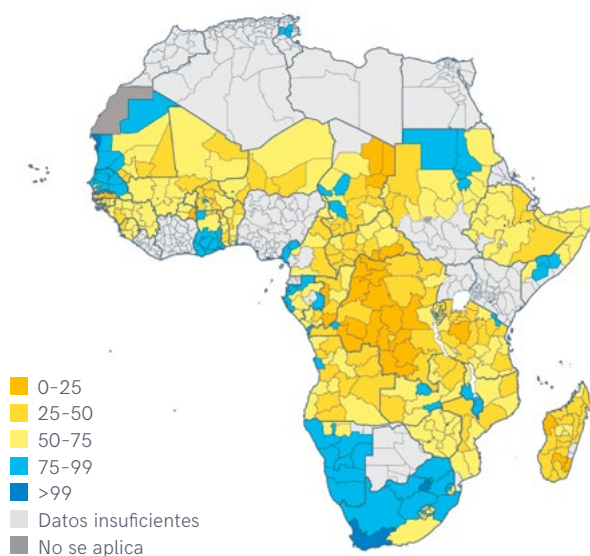 0–25
25–50
50–75
75–99
>99
Datos insuficientes
No se aplica